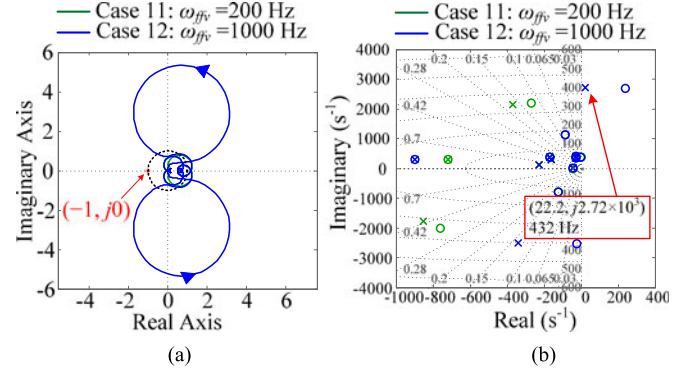 Case 11: ω_ffv = 200 Hz
Case 12: ω_ffv = 1000 Hz
Imaginary Axis
6
4
2
0
-2
-4
-6
(−1, j0)
-4 -2 0 2 4 6
Real Axis
(a)
Case 11: ω_ffv = 200 Hz
Case 12: ω_ffv = 1000 Hz
Imaginary (s⁻¹)
4000
3000
2000
1000
0
-1000
-2000
-3000
-4000
0.2 0.15 0.1 0.065 0.03 600
0.28 500
400
0.42 300
200
0.7 100
0.7 100
200
0.42 300
400
0.28 500
0.2 0.15 0.1 0.065 0.03 600
(22.2, j2.72×10³)
432 Hz
-1000 -800 -600 -400 -200 0 200 400
Real (s⁻¹)
(b)